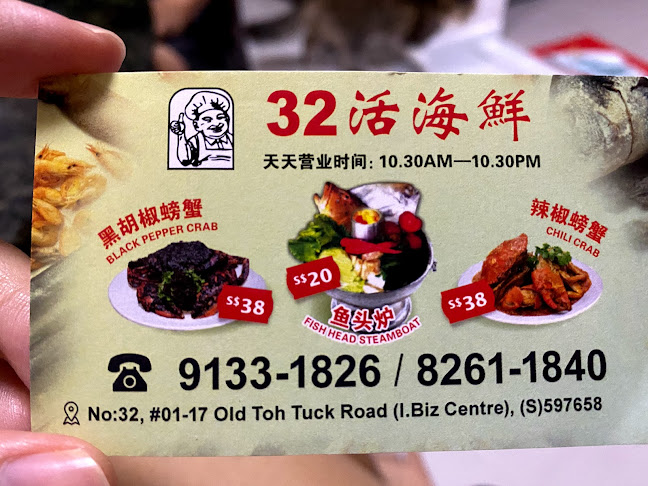 32活海鲜
天天营业时间: 10.30AM—10.30PM
黑胡椒螃蟹
BLACK PEPPER CRAB
S$38
S$20
鱼头炉
FISH HEAD STEAMBOAT
辣椒螃蟹
CHILI CRAB
S$38
9133-1826 / 8261-1840
No:32, #01-17 Old Toh Tuck Road (I.Biz Centre), (S)597658